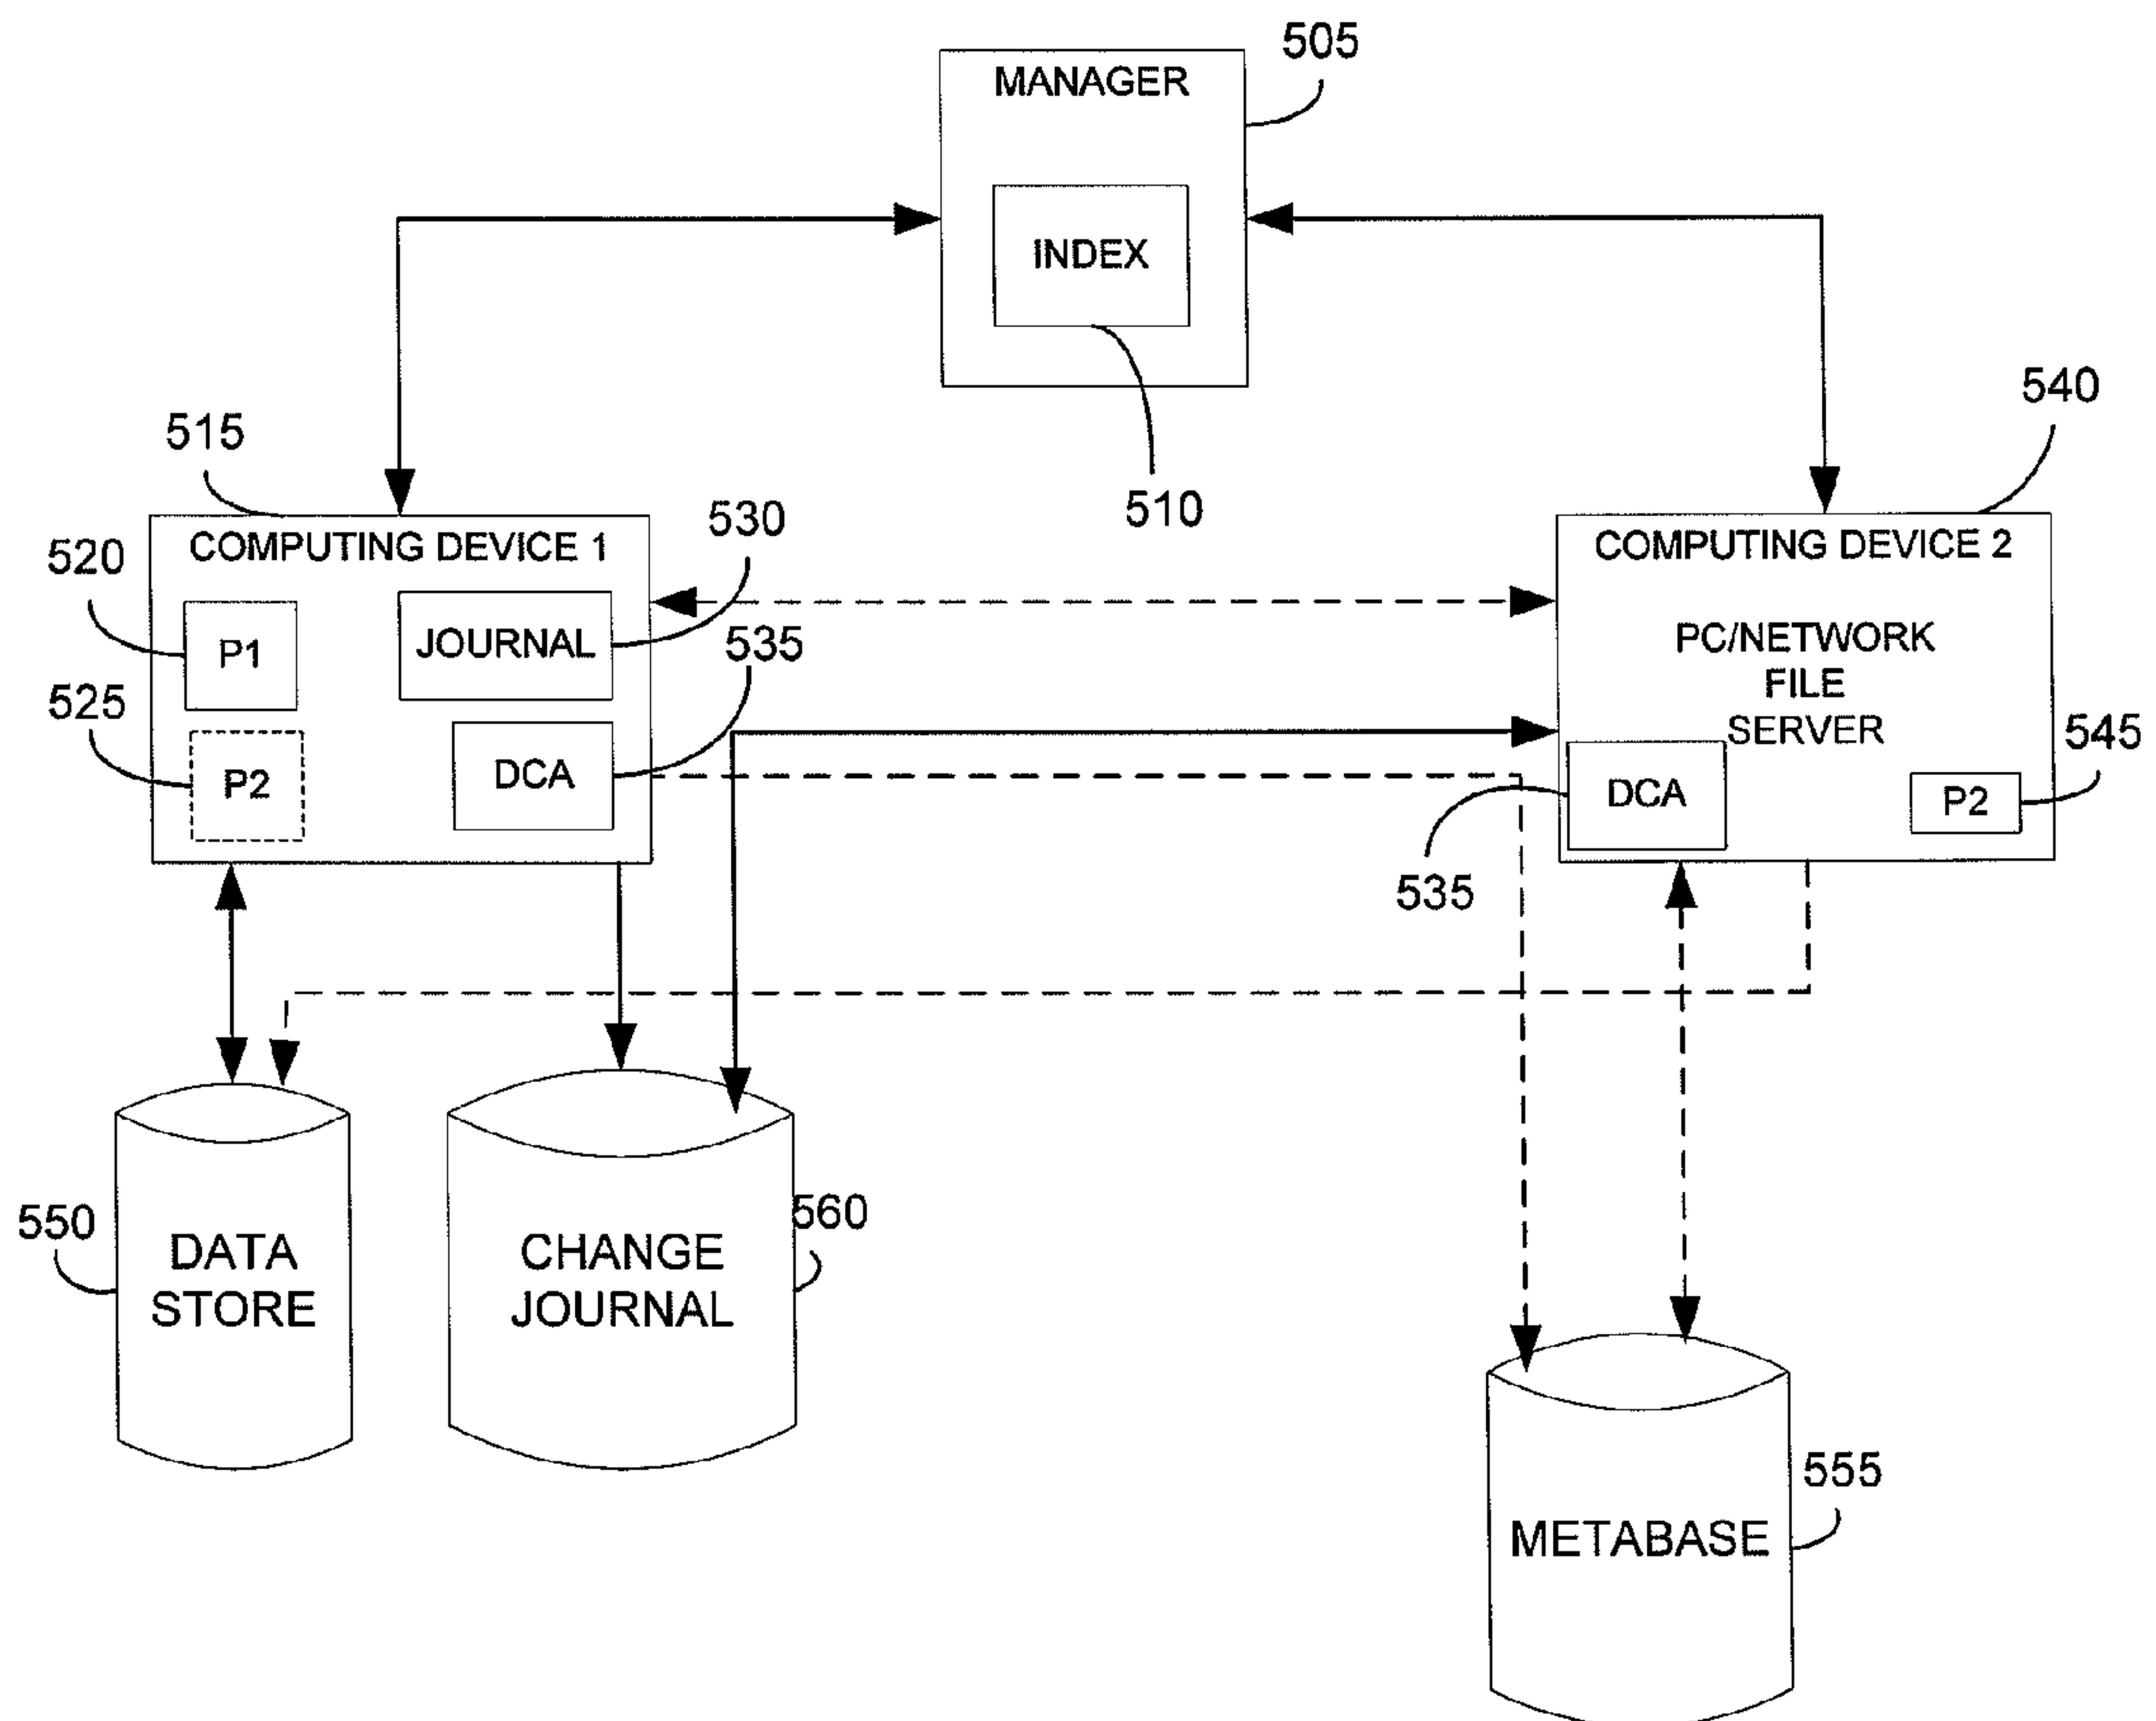 505
MANAGER
INDEX
510
515
540
COMPUTING DEVICE 1
530
COMPUTING DEVICE 2
520
P1
JOURNAL
535
PC/NETWORK
FILE
SERVER
525
P2
DCA
DCA
545
P2
535
550
DATA
STORE
CHANGE
JOURNAL
560
METABASE
555